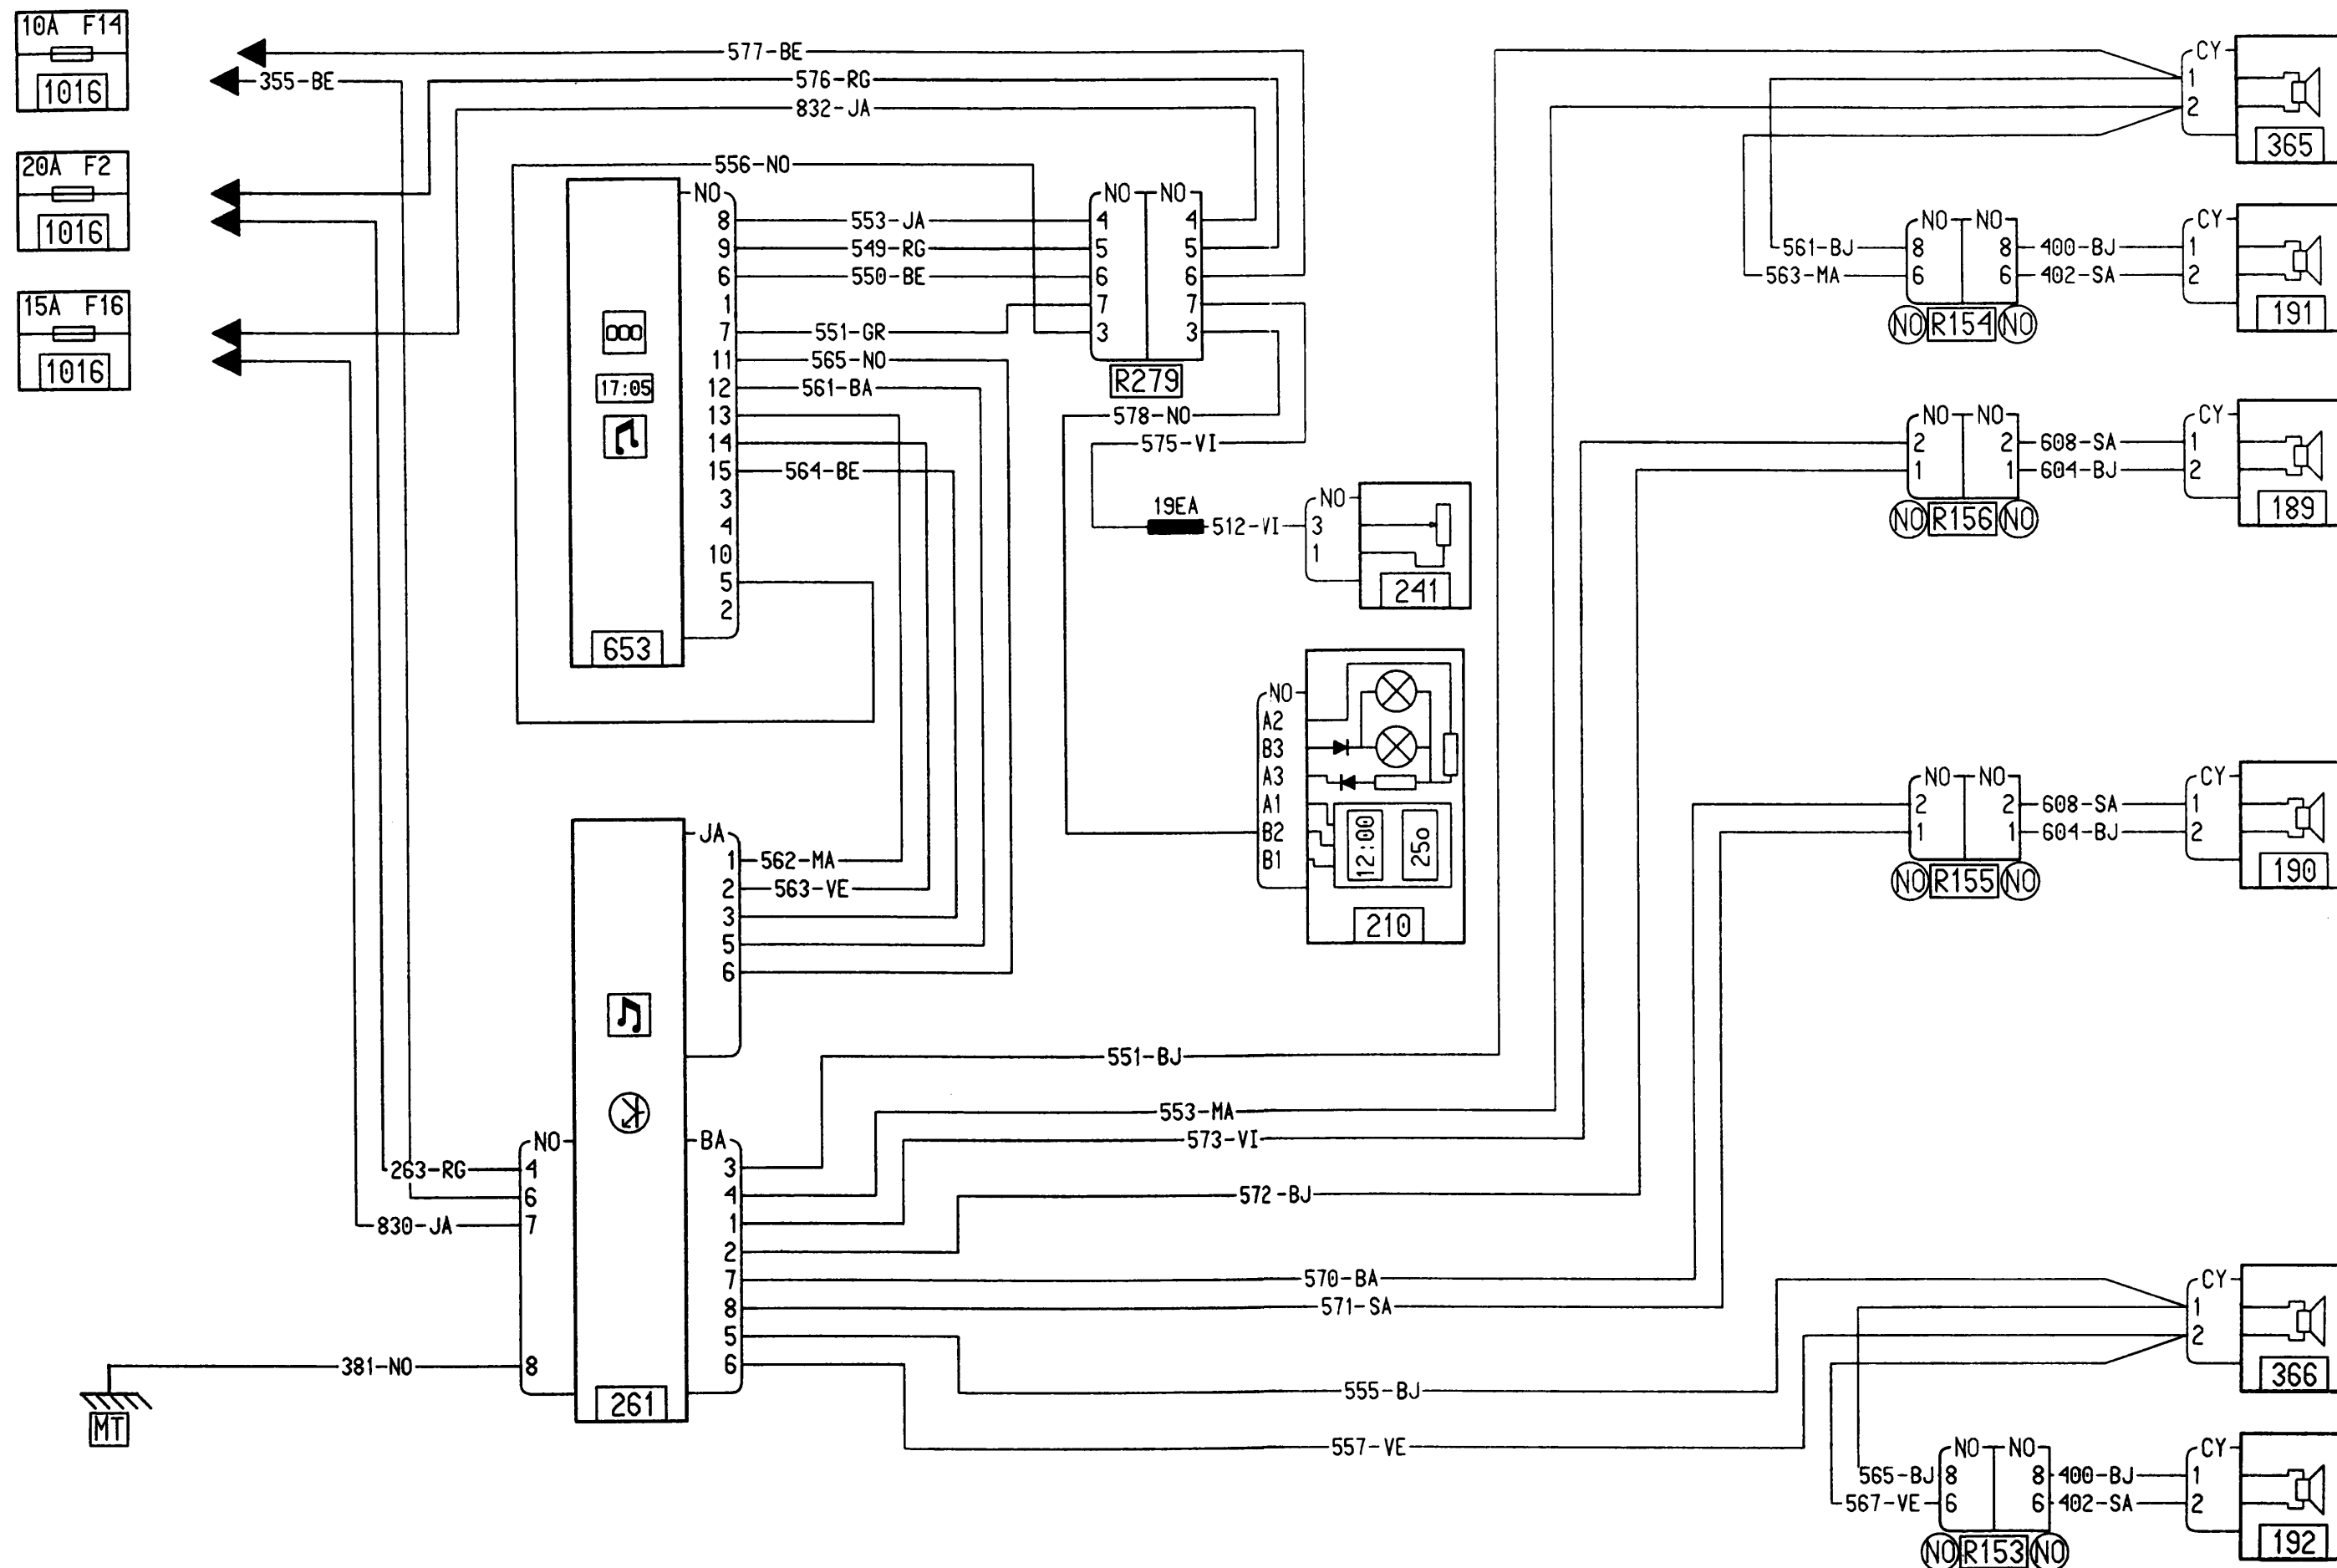 10A F14
1016
20A F2
1016
15A F16
1016
577-BE
355-BE
576-RG
832-JA
556-NO
NO
8
9
6
1
7
11
12
13
14
15
3
4
10
5
2
17:05
653
553-JA
549-RG
550-BE
551-GR
565-NO
561-BA
564-BE
NO NO
4 4
5 5
6 6
7 7
3 3
R279
578-NO
575-VI
19EA
512-VI
NO
3
1
241
NO
A2
B3
A3
A1
B2
B1
12:00
25o
210
JA
1 562-MA
2 563-VE
3
5
6
551-BJ
553-MA
573-VI
572-BJ
570-BA
571-SA
555-BJ
557-VE
NO
263-RG 4
6
830-JA 7
381-NO 8
MT
BA
3
4
1
2
7
8
5
6
261
CY
1
2
365
NO NO CY
561-BJ 8 8 400-BJ 1
563-MA 6 6 402-SA 2
NO R154 NO
191
NO NO CY
2 2 608-SA 1
1 1 604-BJ 2
NO R156 NO
189
NO NO CY
2 2 608-SA 1
1 1 604-BJ 2
NO R155 NO
190
CY
1
2
366
NO NO CY
565-BJ 8 8 400-BJ 1
567-VE 6 6 402-SA 2
NO R153 NO
192